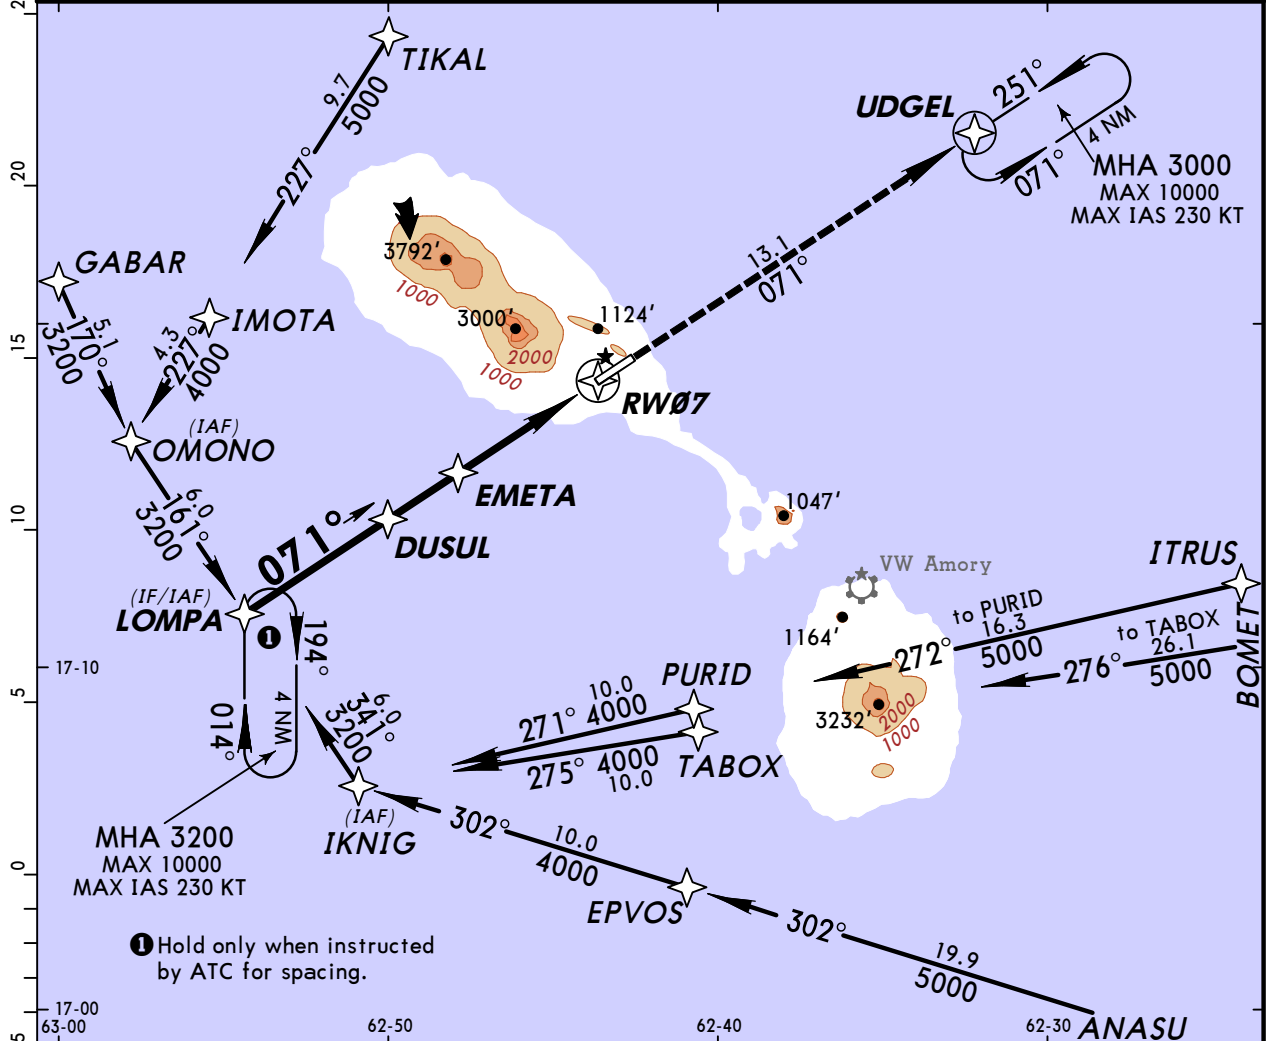 25
TIKAL
9.7
5000
227°
UDGEL
251°
4 NM
071°
MHA 3000
MAX 10000
MAX IAS 230 KT
20
GABAR
3792'
1000
13.1
071°
IMOTA
5.1
170°
3200
4.3
227°
4000
3000'
1124'
2000
1000
15
RWØ7
(IAF)
OMONO
EMETA
6.0
161°
3200
1047'
10
071°
DUSUL
VW Amory
ITRUS
(IF/IAF)
LOMPA
1
194°
to PURID
16.3
272°
5000
to TABOX
26.1
276°
5000
BOMET
1164'
17-10
PURID
5
4 NM
014°
6.0
341°
3200
10.0
271° 4000
275° 4000
10.0
TABOX
3232'
2000
1000
(IAF)
IKNIG
302°
10.0
4000
MHA 3200
MAX 10000
MAX IAS 230 KT
0
EPVOS
302°
19.9
5000
1 Hold only when instructed
by ATC for spacing.
17-00
5
63-00
62-50
62-40
62-30
ANASU